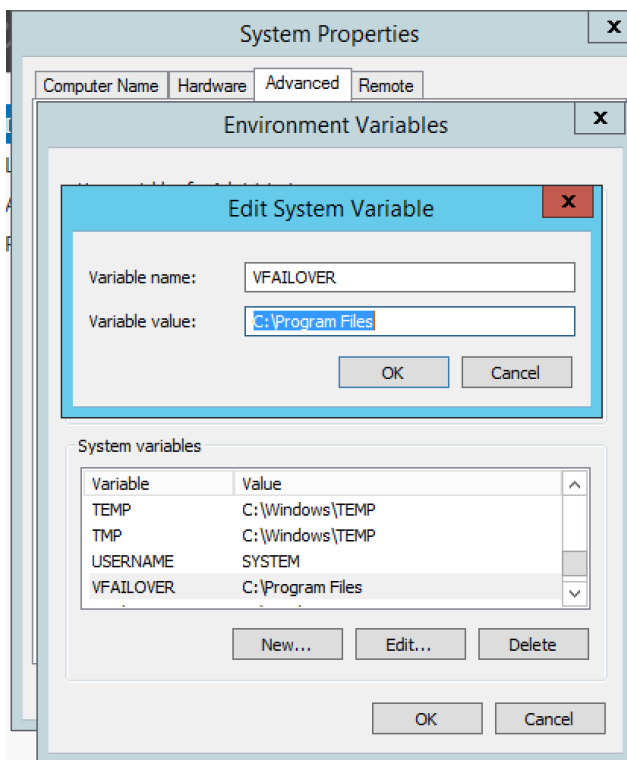 System Properties
x
Computer Name Hardware Advanced Remote
Environment Variables
x
Edit System Variable
x
Variable name: VFAILOVER
Variable value: C:\Program Files
OK Cancel
System variables
Variable Value
TEMP C:\Windows\TEMP
TMP C:\Windows\TEMP
USERNAME SYSTEM
VFAILOVER C:\Program Files
New... Edit... Delete
OK Cancel